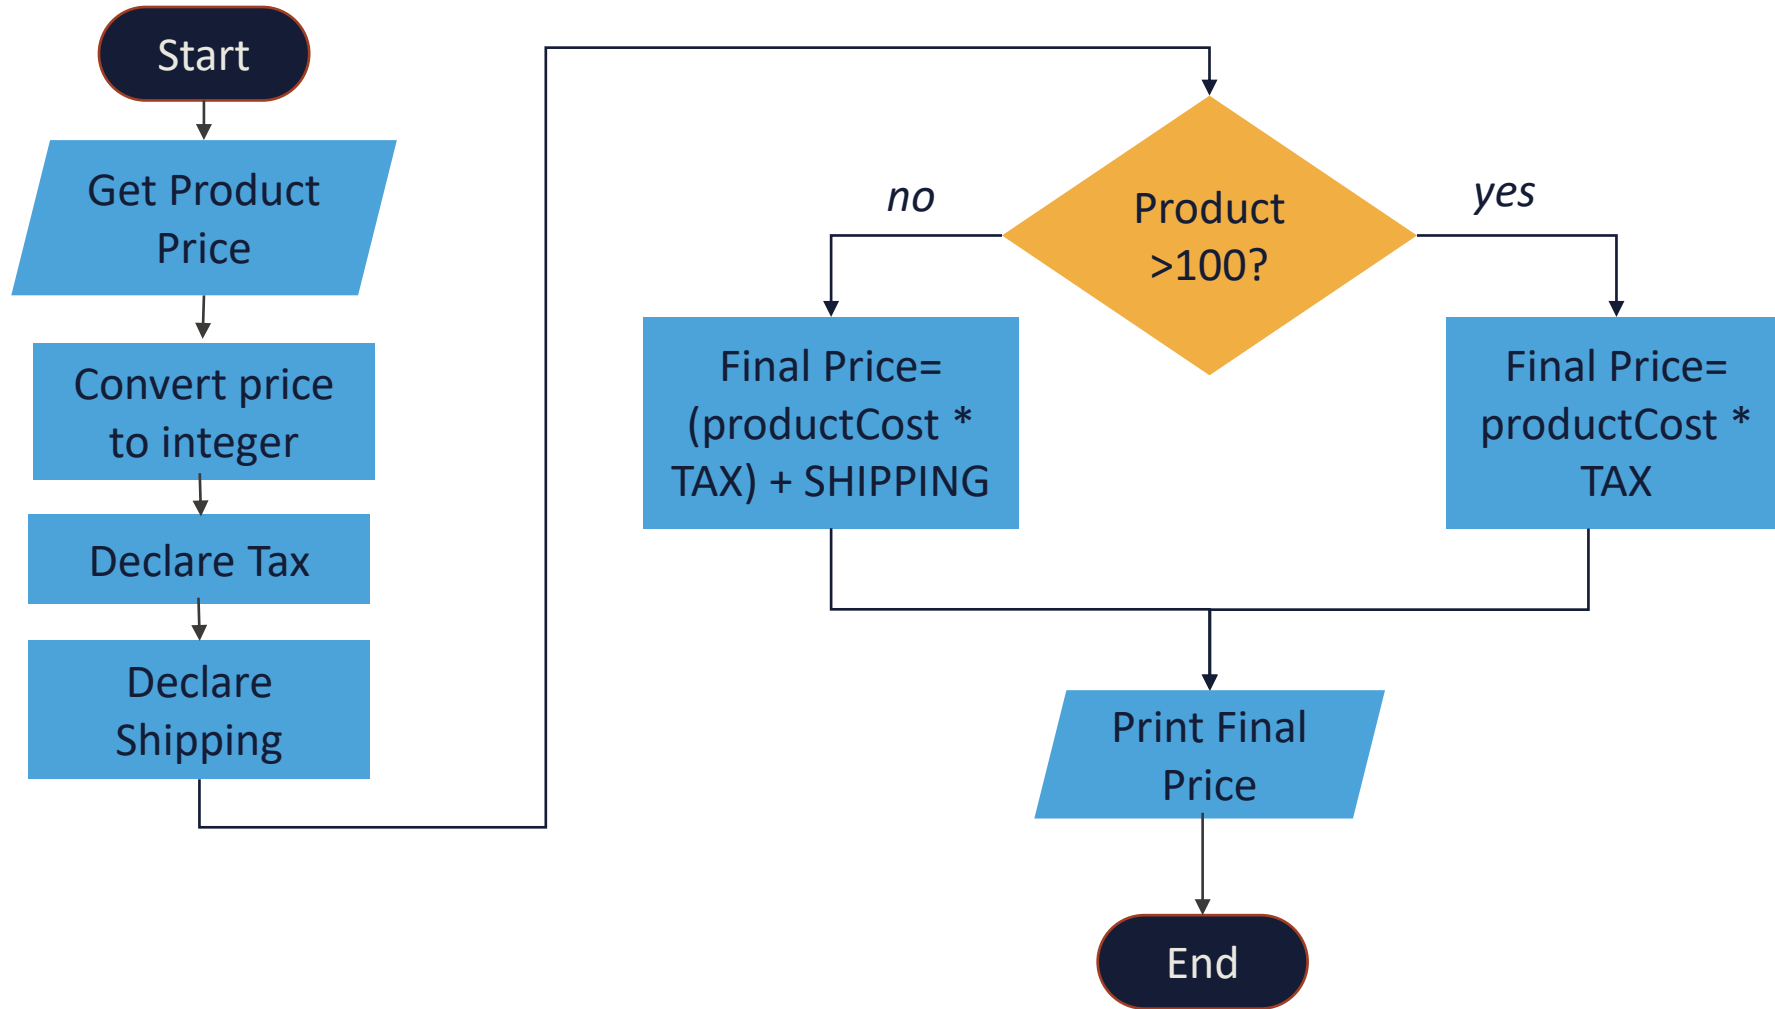 Start
Get Product
Price
Convert price
to integer
Declare Tax
Declare
Shipping
Product
>100?
no
yes
Final Price=
(productCost *
TAX) + SHIPPING
Final Price=
productCost *
TAX
Print Final
Price
End